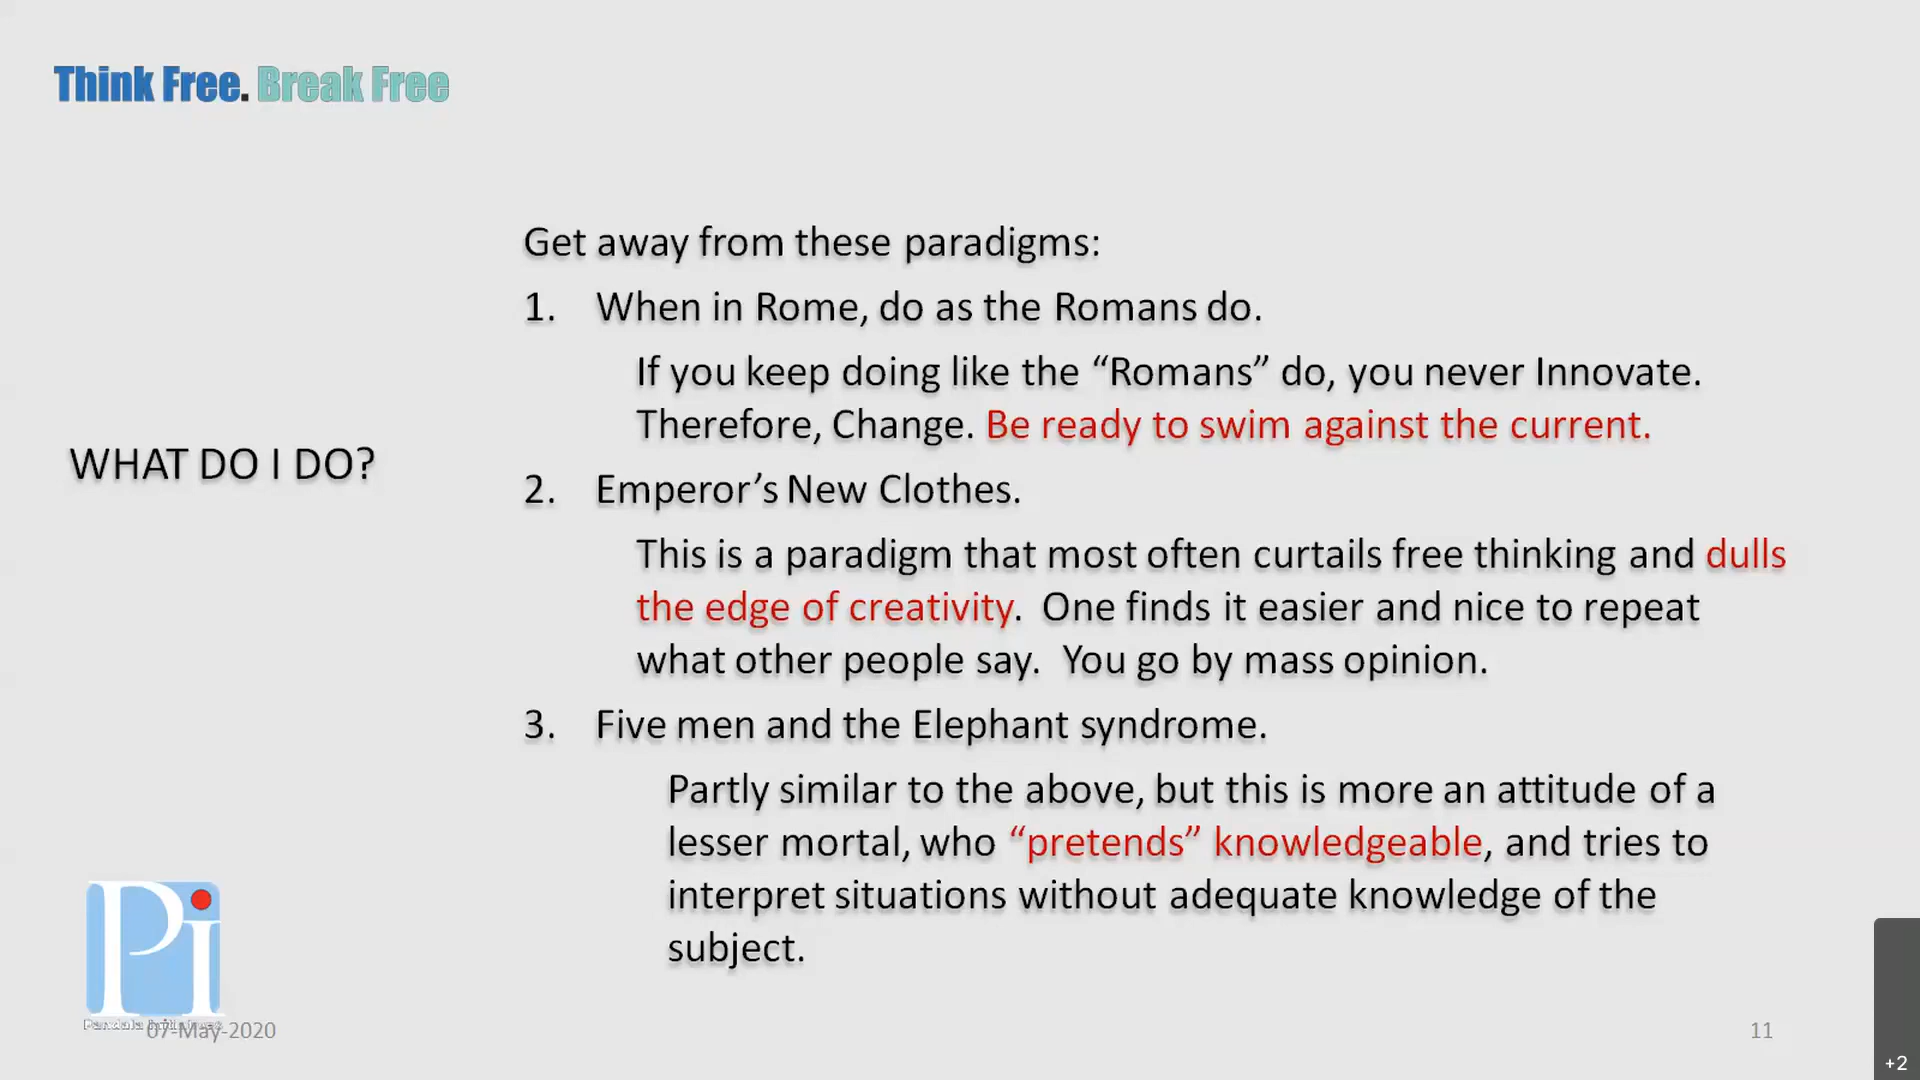 Think Free. Break Free
Get away from these paradigms:
1. When in Rome, do as the Romans do.
If you keep doing like the “Romans” do, you never Innovate.
Therefore, Change. Be ready to swim against the current.
WHAT DO I DO?
2. Emperor’s New Clothes.
This is a paradigm that most often curtails free thinking and dulls
the edge of creativity.  One finds it easier and nice to repeat
what other people say.  You go by mass opinion.
3. Five men and the Elephant syndrome.
Partly similar to the above, but this is more an attitude of a
lesser mortal, who “pretends” knowledgeable, and tries to
interpret situations without adequate knowledge of the
subject.
Pi
07-May-2020
11
+2